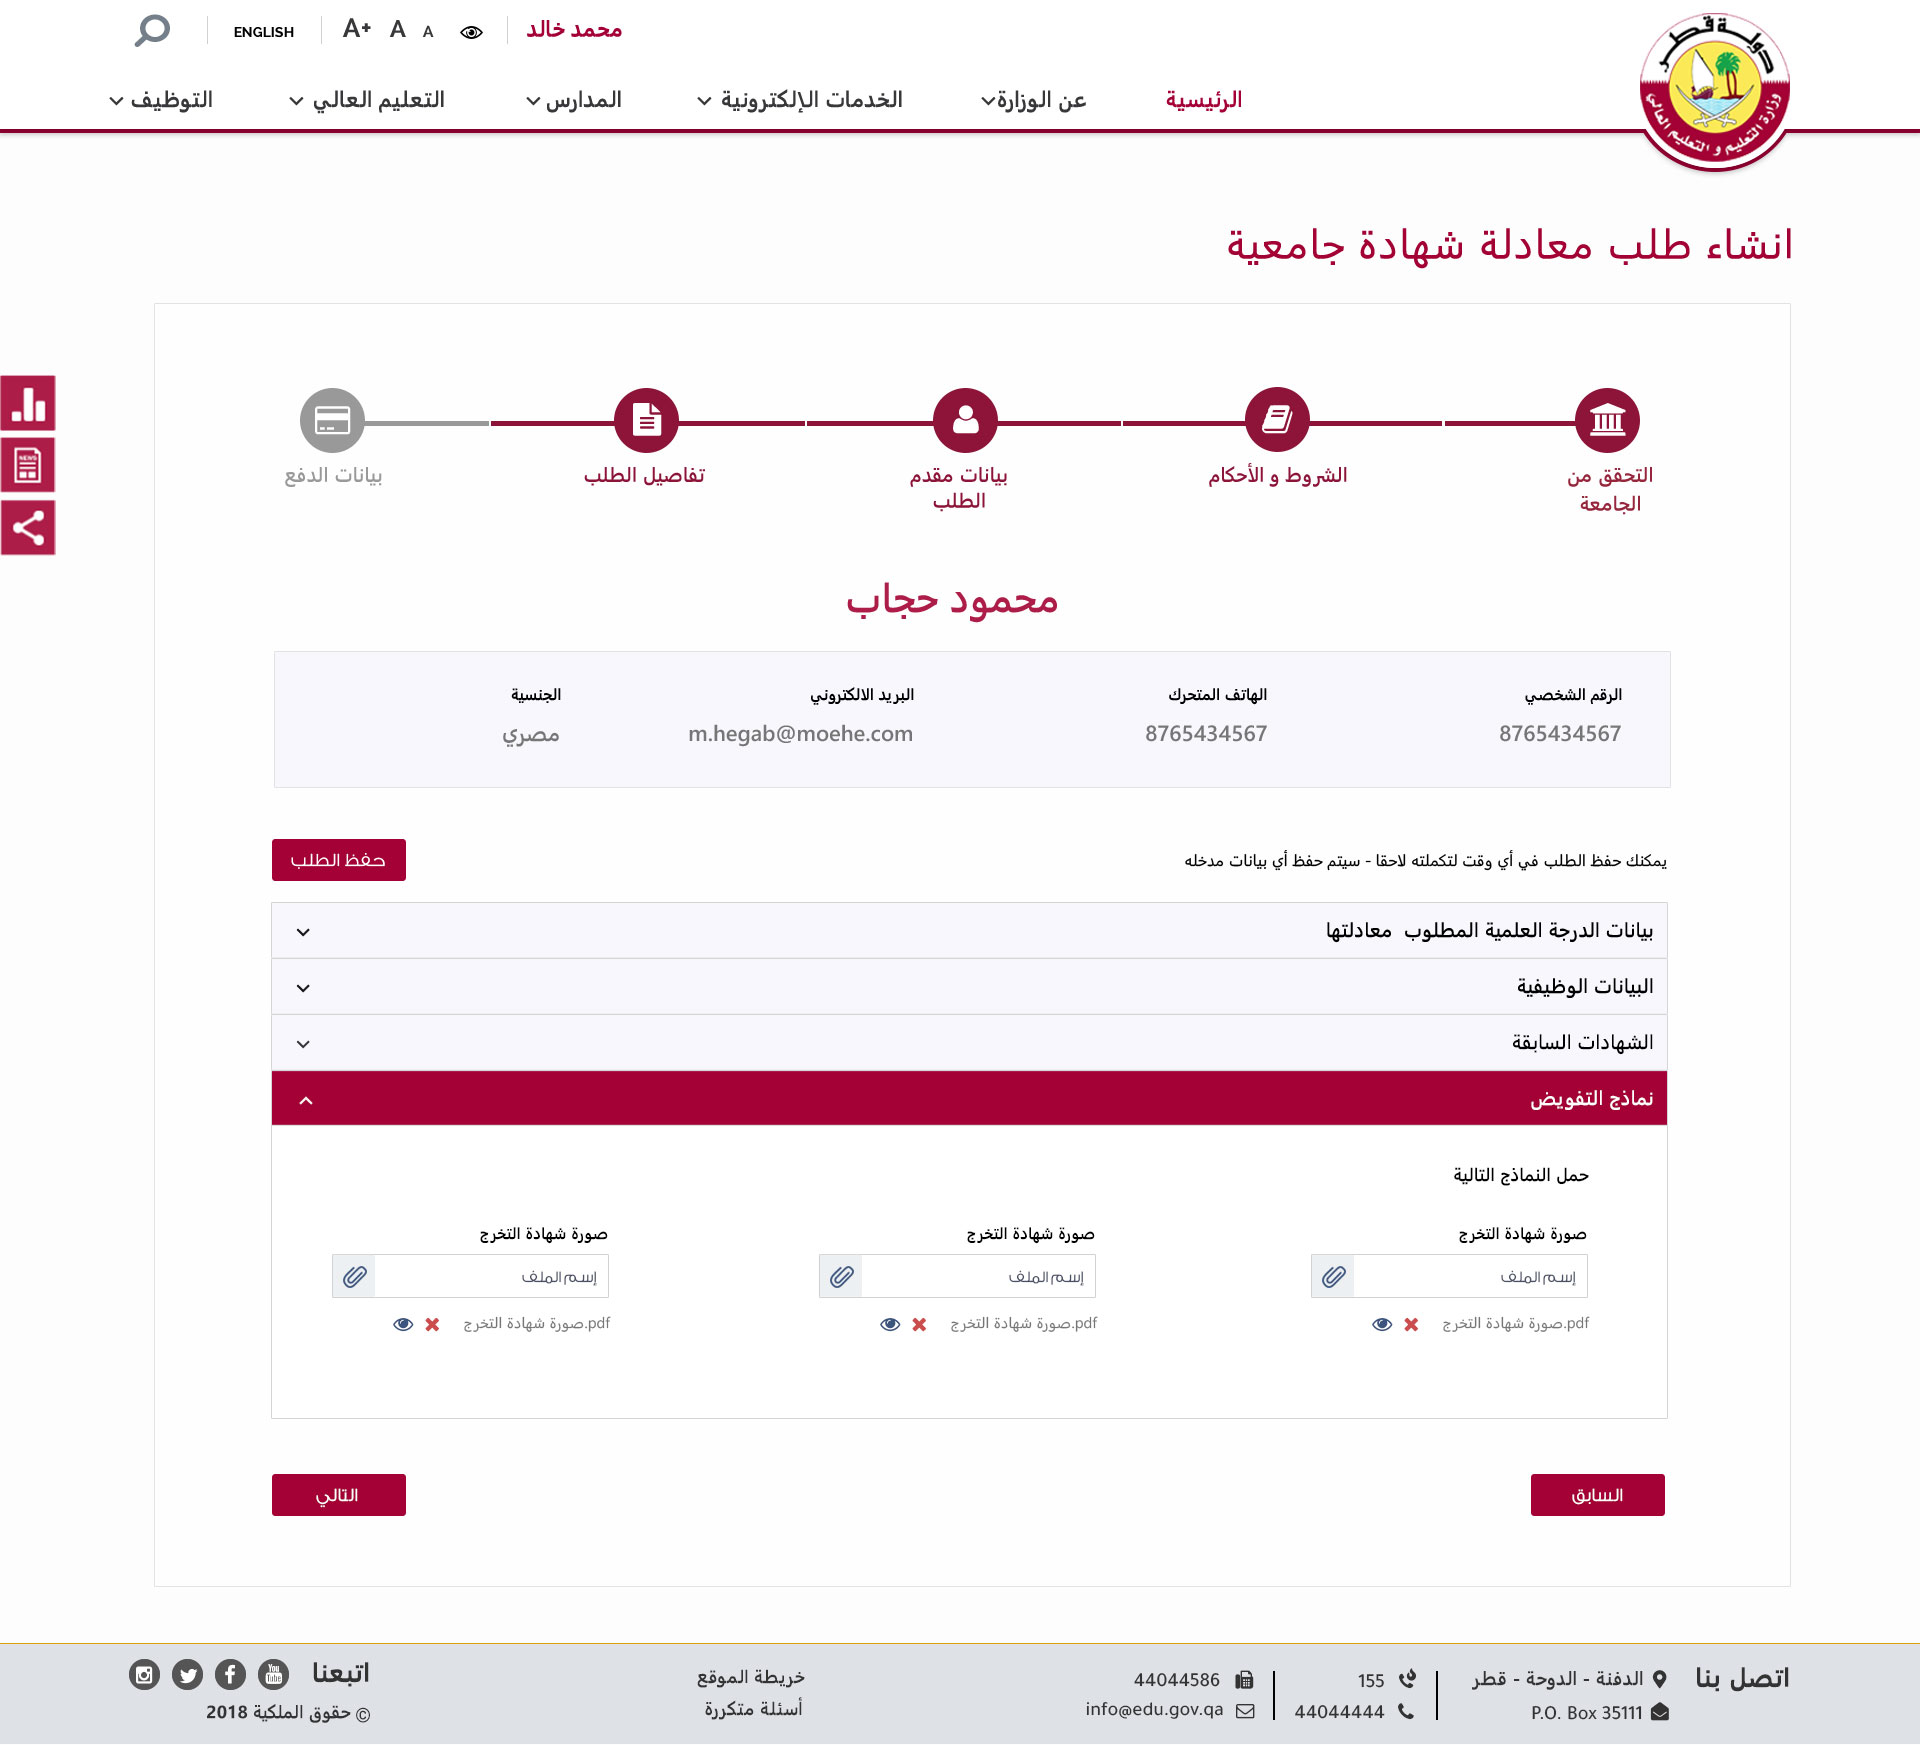 محمد خالد
A
A
A+
ENGLISH
دولة قطر
وزارة التعليم و التعليم العالي
الرئيسية
عن الوزارة
الخدمات الإلكترونية
المدارس
التعليم العالي
التوظيف
انشاء طلب معادلة شهادة جامعية
NEWS
التحقق من
الجامعة
الشروط و الأحكام
بيانات مقدم
الطلب
تفاصيل الطلب
بيانات الدفع
محمود حجاب
الرقم الشخصي
8765434567
الهاتف المتحرك
8765434567
البريد الالكتروني
m.hegab@moehe.com
الجنسية
مصري
يمكنك حفظ الطلب في أي وقت لتكملته لاحقا - سيتم حفظ أي بيانات مدخله
حفظ الطلب
بيانات الدرجة العلمية المطلوب معادلتها
البيانات الوظيفية
الشهادات السابقة
نماذج التفويض
حمل النماذج التالية
صورة شهادة التخرج
إسم الملف
صورة شهادة التخرج.pdf
صورة شهادة التخرج
إسم الملف
صورة شهادة التخرج.pdf
صورة شهادة التخرج
إسم الملف
صورة شهادة التخرج.pdf
السابق
التالي
اتصل بنا
الدفنة - الدوحة - قطر
P.O. Box 35111
155
44044444
44044586
info@edu.gov.qa
خريطة الموقع
أسئلة متكررة
اتبعنا
You Tube
© حقوق الملكية 2018